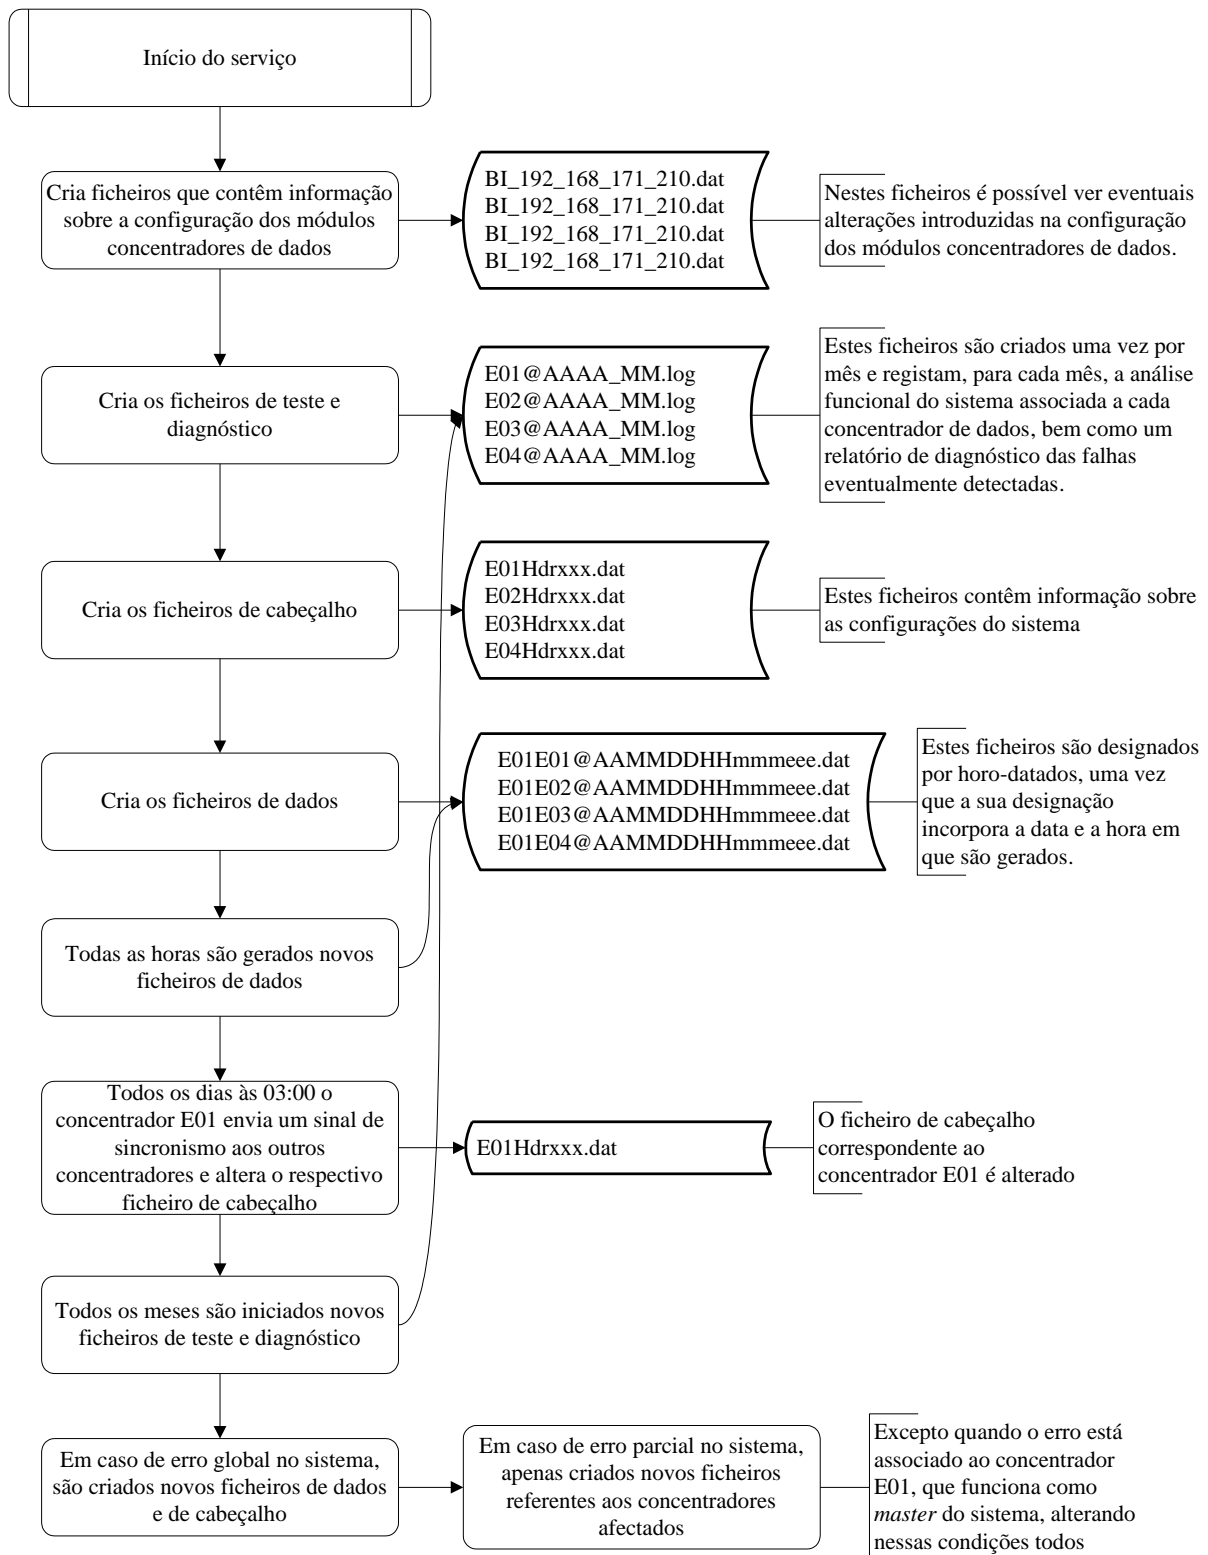 Início do serviço
Cria ficheiros que contêm informação
sobre a configuração dos módulos
concentradores de dados
BI_192_168_171_210.dat
BI_192_168_171_210.dat
BI_192_168_171_210.dat
BI_192_168_171_210.dat
Nestes ficheiros é possível ver eventuais
alterações introduzidas na configuração
dos módulos concentradores de dados.
Cria os ficheiros de teste e
diagnóstico
E01@AAAA_MM.log
E02@AAAA_MM.log
E03@AAAA_MM.log
E04@AAAA_MM.log
Estes ficheiros são criados uma vez por
mês e registam, para cada mês, a análise
funcional do sistema associada a cada
concentrador de dados, bem como um
relatório de diagnóstico das falhas
eventualmente detectadas.
Cria os ficheiros de cabeçalho
E01Hdrxxx.dat
E02Hdrxxx.dat
E03Hdrxxx.dat
E04Hdrxxx.dat
Estes ficheiros contêm informação sobre
as configurações do sistema
Cria os ficheiros de dados
E01E01@AAMMDDHHmmmeee.dat
E01E02@AAMMDDHHmmmeee.dat
E01E03@AAMMDDHHmmmeee.dat
E01E04@AAMMDDHHmmmeee.dat
Estes ficheiros são designados
por horo-datados, uma vez
que a sua designação
incorpora a data e a hora em
que são gerados.
Todas as horas são gerados novos
ficheiros de dados
Todos os dias às 03:00 o
concentrador E01 envia um sinal de
sincronismo aos outros
concentradores e altera o respectivo
ficheiro de cabeçalho
E01Hdrxxx.dat
O ficheiro de cabeçalho
correspondente ao
concentrador E01 é alterado
Todos os meses são iniciados novos
ficheiros de teste e diagnóstico
Em caso de erro global no sistema,
são criados novos ficheiros de dados
e de cabeçalho
Em caso de erro parcial no sistema,
apenas criados novos ficheiros
referentes aos concentradores
afectados
Excepto quando o erro está
associado ao concentrador
E01, que funciona como
master do sistema, alterando
nessas condições todos